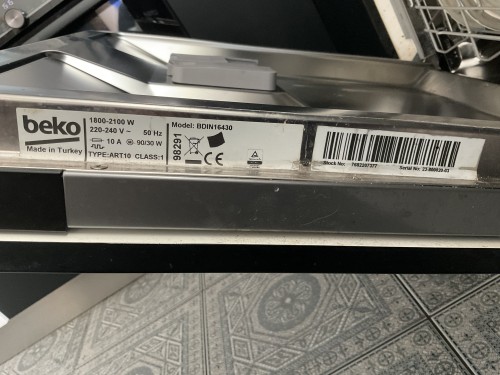 beko
Made in Turkey
1800-2100 W
220-240 V ~ 50 Hz
10 A 90/30 W
TYPE:ART10 CLASS:1
Model: BDIN16430
98291
CE
Stock No: 7682207377
Serial No: